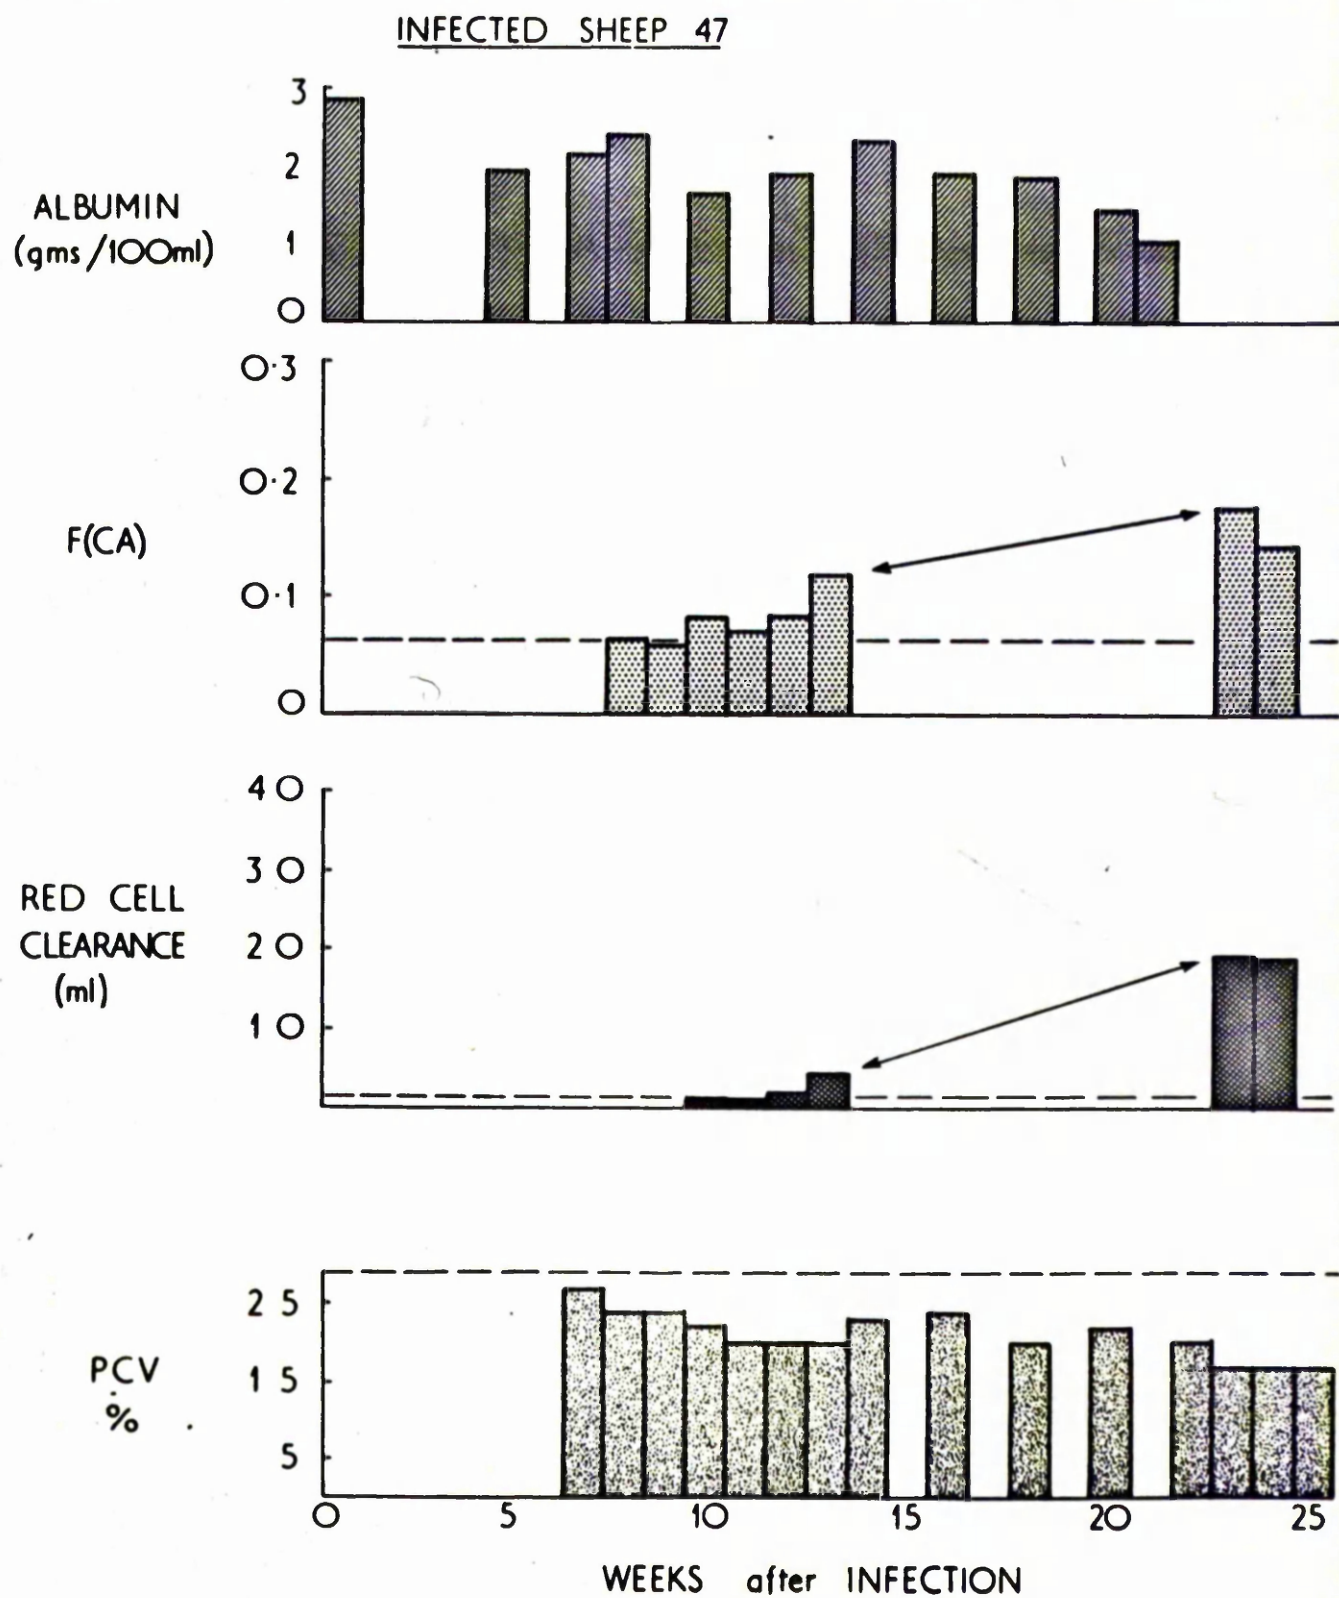 INFECTED SHEEP 47
3
2
1
0
ALBUMIN
(gms/100ml)
0·3
0·2
0·1
0
F(CA)
40
30
20
10
RED CELL
CLEARANCE
(ml)
25
15
5
PCV
%
0 5 10 15 20 25
WEEKS after INFECTION